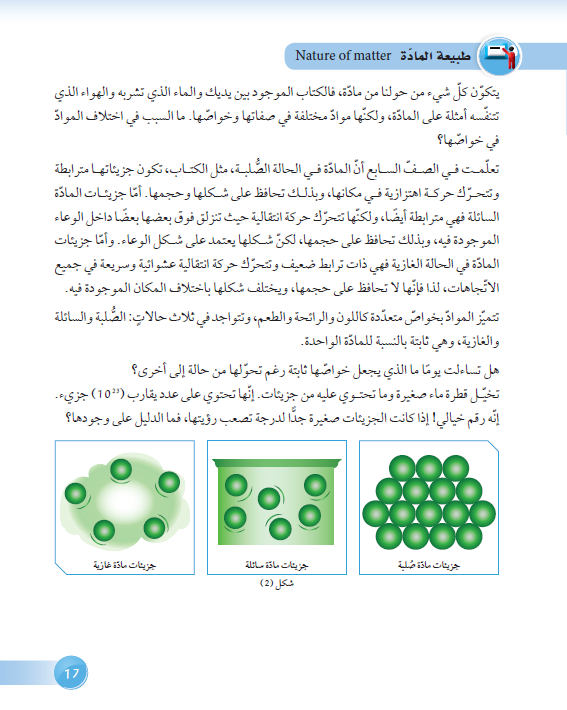 طبيعة المادّة Nature of matter
يتكوّن كلّ شيء من حولنا من مادّة، فالكتاب الموجود بين يديك والماء الذي تشربه والهواء الذي
تتنفّسه أمثلة على المادّة، ولكنّها موادّ مختلفة في صفاتها وخواصّها. ما السبب في اختلاف الموادّ
في خواصّها؟
تعلّمت في الصفّ السابع أنّ المادّة في الحالة الصُّلبة، مثل الكتاب، تكون جزيئاتها مترابطة
وتتحرّك حركة اهتزازية في مكانها، وبذلك تحافظ على شكلها وحجمها. أمّا جزيئات المادّة
السائلة فهي مترابطة أيضًا، ولكنّها تتحرّك حركة انتقالية حيث تنزلق فوق بعضها بعضًا داخل الوعاء
الموجودة فيه، وبذلك تحافظ على حجمها، لكنّ شكلها يعتمد على شكل الوعاء. وأمّا جزيئات
المادّة في الحالة الغازية فهي ذات ترابط ضعيف وتتحرّك حركة انتقالية عشوائية وسريعة في جميع
الاتّجاهات، لذا فإنّها لا تحافظ على حجمها، ويختلف شكلها باختلاف المكان الموجودة فيه.
تتميّز الموادّ بخواصّ متعدّدة كاللون والرائحة والطعم، وتتواجد في ثلاث حالاتٍ: الصُّلبة والسائلة
والغازية، وهي ثابتة بالنسبة للمادّة الواحدة.
هل تساءلت يومًا ما الذي يجعل خواصّها ثابتة رغم تحوّلها من حالة إلى أخرى؟
تخيّل قطرة ماء صغيرة وما تحتوي عليه من جزيئات. إنّها تحتوي على عدد يقارب (10²³) جزيء.
إنّه رقم خيالي! إذا كانت الجزيئات صغيرة جدًّا لدرجة تصعب رؤيتها، فما الدليل على وجودها؟
جزيئات مادّة صُلبة
جزيئات مادّة سائلة
جزيئات مادّة غازية
شكل (2)
17